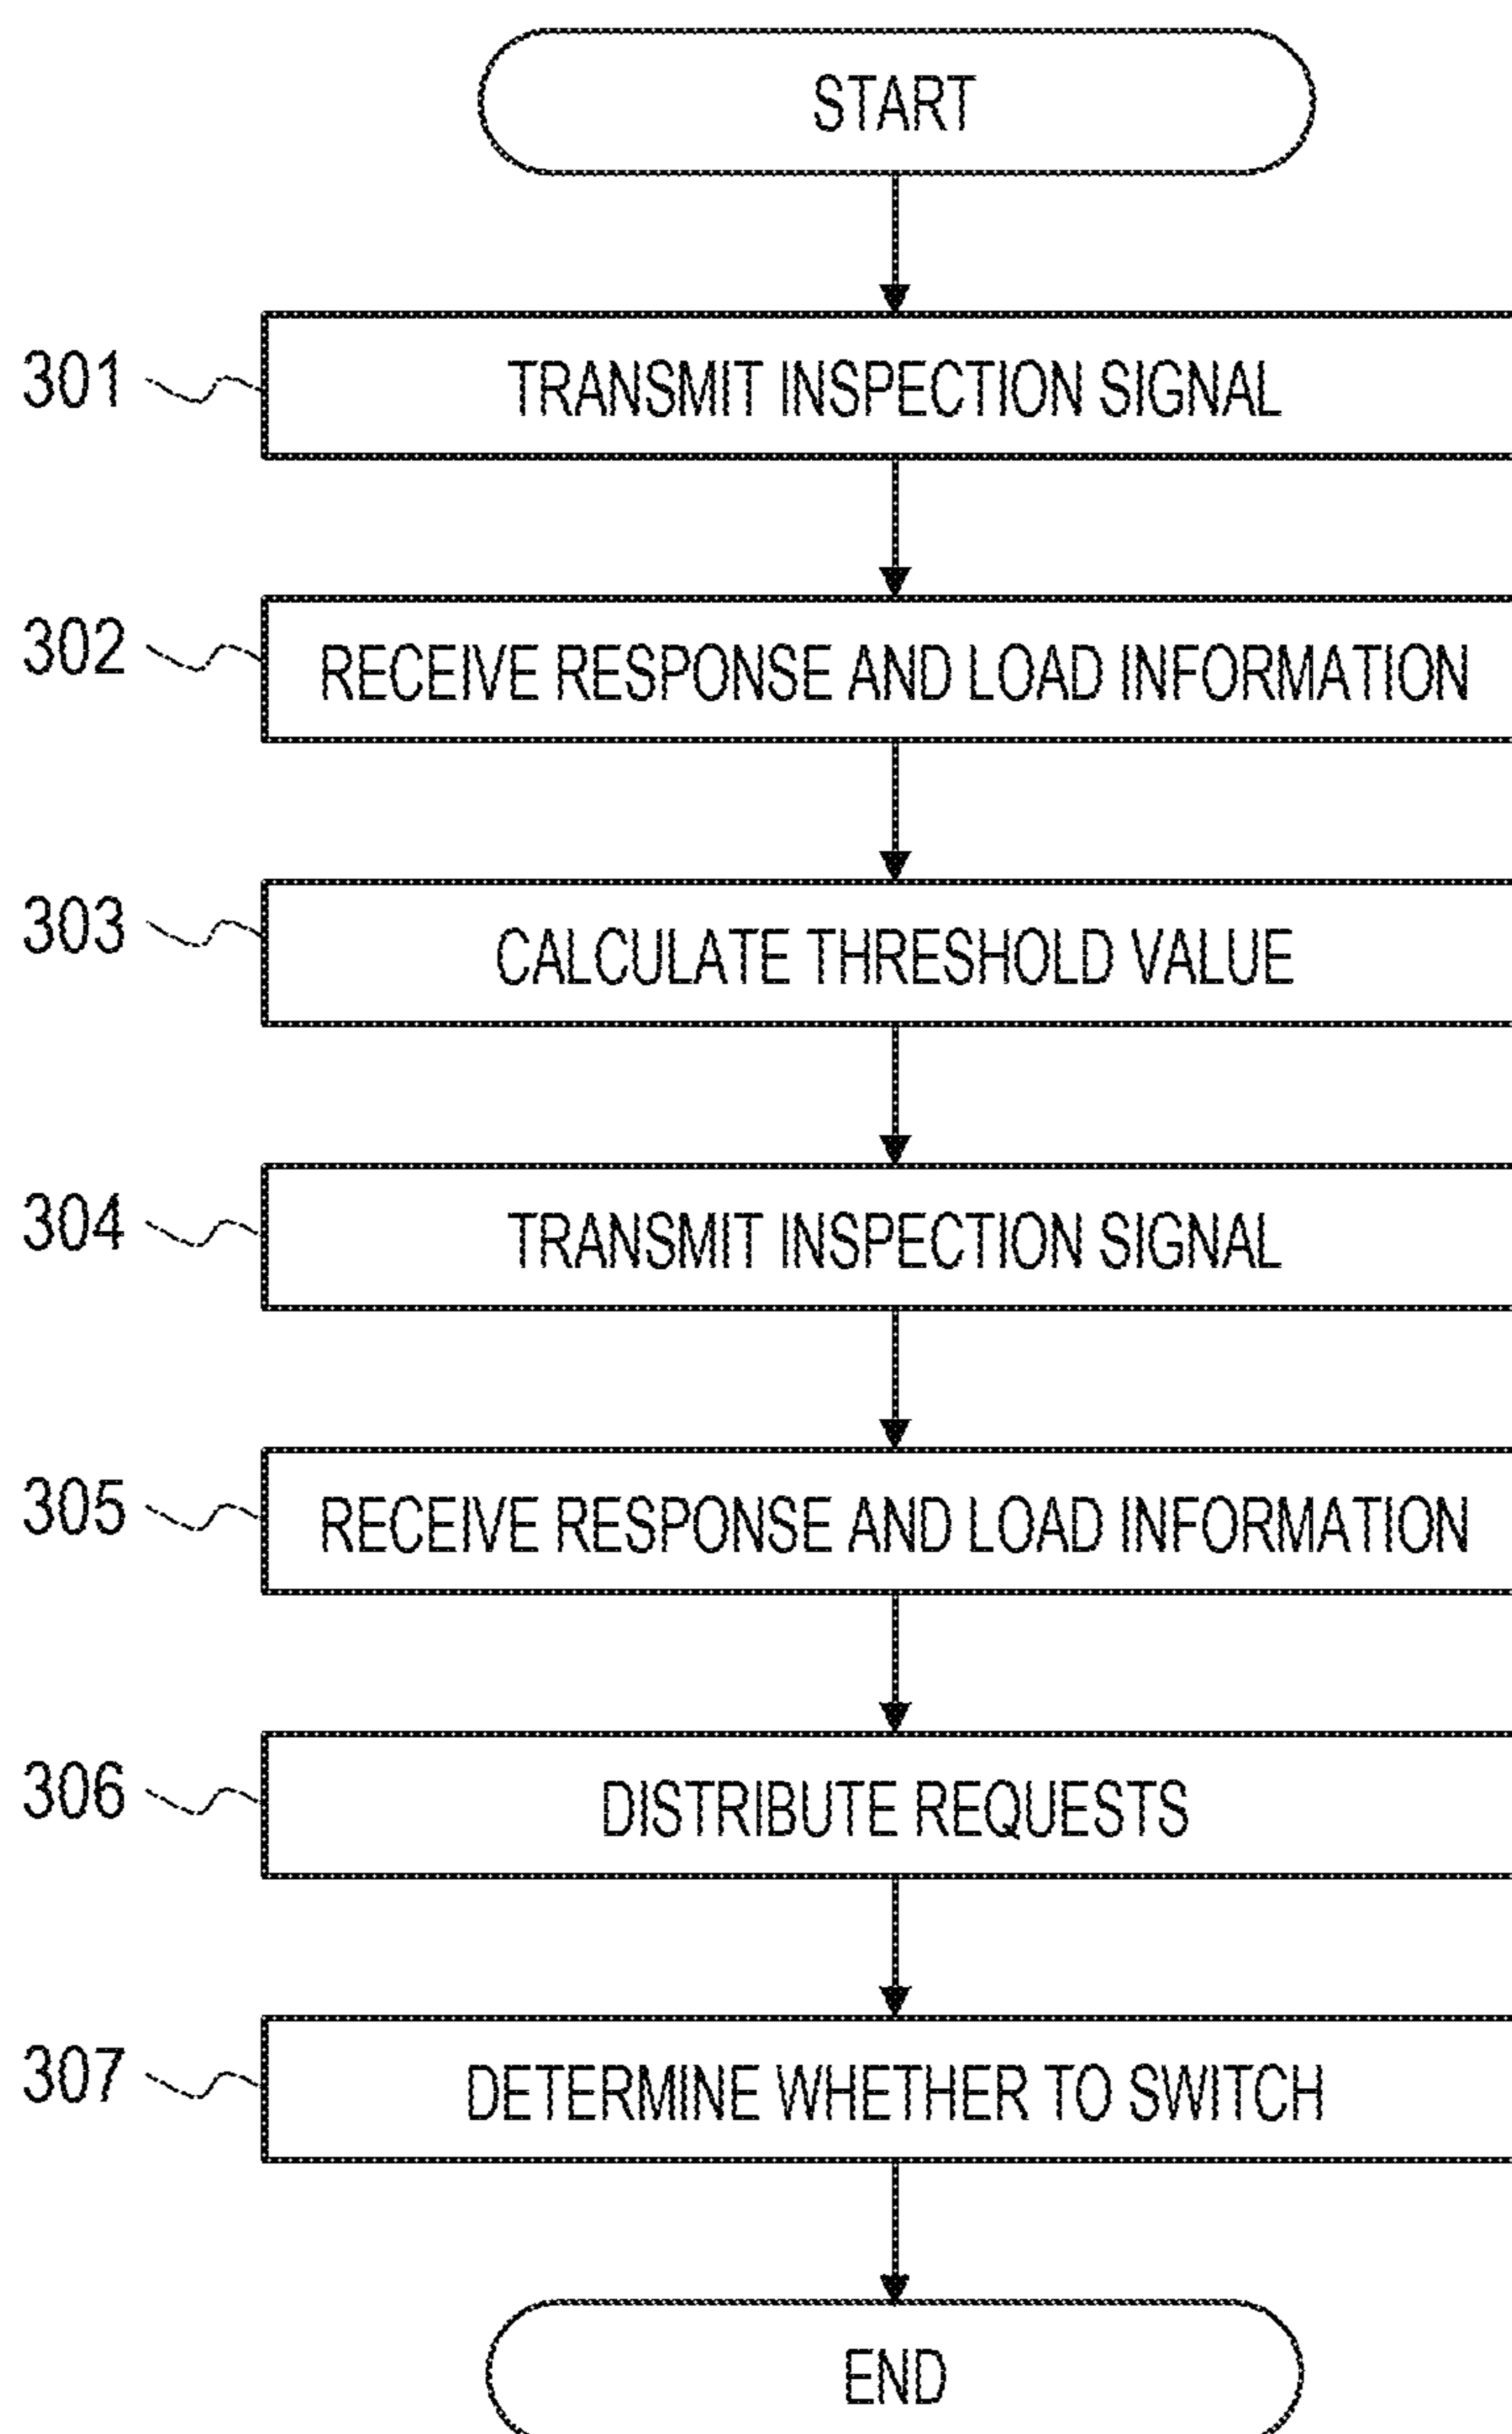 START
301 TRANSMIT INSPECTION SIGNAL
302 RECEIVE RESPONSE AND LOAD INFORMATION
303 CALCULATE THRESHOLD VALUE
304 TRANSMIT INSPECTION SIGNAL
305 RECEIVE RESPONSE AND LOAD INFORMATION
306 DISTRIBUTE REQUESTS
307 DETERMINE WHETHER TO SWITCH
END